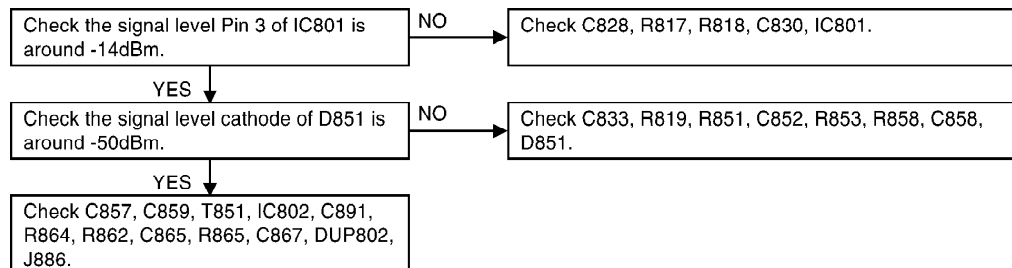 Check the signal level Pin 3 of IC801 is
around -14dBm.
NO
Check C828, R817, R818, C830, IC801.
YES
Check the signal level cathode of D851 is
around -50dBm.
NO
Check C833, R819, R851, C852, R853, R858, C858,
D851.
YES
Check C857, C859, T851, IC802, C891,
R864, R862, C865, R865, C867, DUP802,
J886.